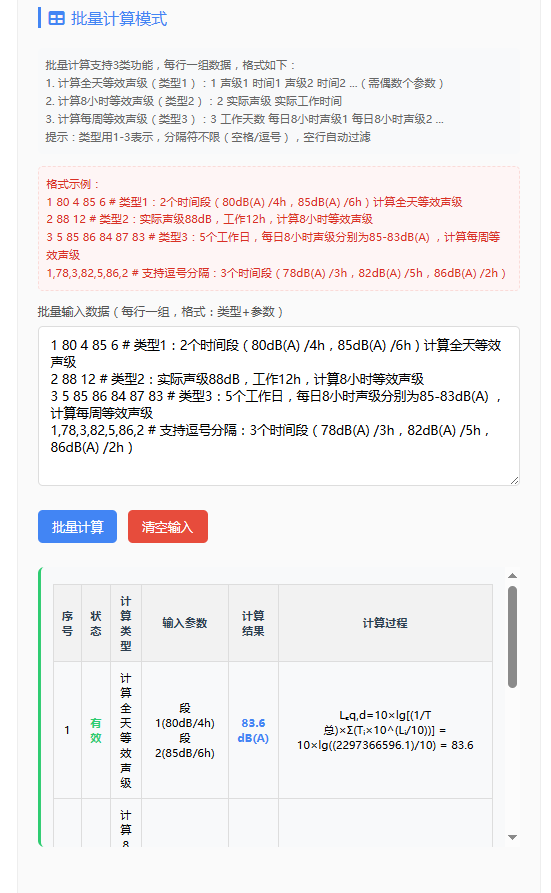 批量计算模式
批量计算支持3类功能，每行一组数据，格式如下：
1. 计算全天等效声级（类型1）：1 声级1 时间1 声级2 时间2 ...（需偶数个参数）
2. 计算8小时等效声级（类型2）：2 实际声级 实际工作时间
3. 计算每周等效声级（类型3）：3 工作天数 每日8小时声级1 每日8小时声级2 ...
提示：类型用1-3表示，分隔符不限（空格/逗号），空行自动过滤
格式示例：
1 80 4 85 6 # 类型1：2个时间段（80dB(A) /4h，85dB(A) /6h）计算全天等效声级
2 88 12 # 类型2：实际声级88dB，工作12h，计算8小时等效声级
3 5 85 86 84 87 83 # 类型3：5个工作日，每日8小时声级分别为85-83dB(A) ，计算每周等
效声级
1,78,3,82,5,86,2 # 支持逗号分隔：3个时间段（78dB(A) /3h，82dB(A) /5h，86dB(A) /2h）
批量输入数据（每行一组，格式：类型+参数）
1 80 4 85 6 # 类型1：2个时间段（80dB(A) /4h，85dB(A) /6h）计算全天等效
声级
2 88 12 # 类型2：实际声级88dB，工作12h，计算8小时等效声级
3 5 85 86 84 87 83 # 类型3：5个工作日，每日8小时声级分别为85-83dB(A) ，
计算每周等效声级
1,78,3,82,5,86,2 # 支持逗号分隔：3个时间段（78dB(A) /3h，82dB(A) /5h，
86dB(A) /2h）
批量计算 清空输入
序号 状态 计算类型 输入参数 计算结果 计算过程
1 有效 计算全天等效声级 段1(80dB/4h) 段2(85dB/6h) 83.6 dB(A) Lₑq,d=10×lg[(1/T总)×Σ(Tᵢ×10^(Lᵢ/10))] = 10×lg((2297366596.1)/10) = 83.6
计算8